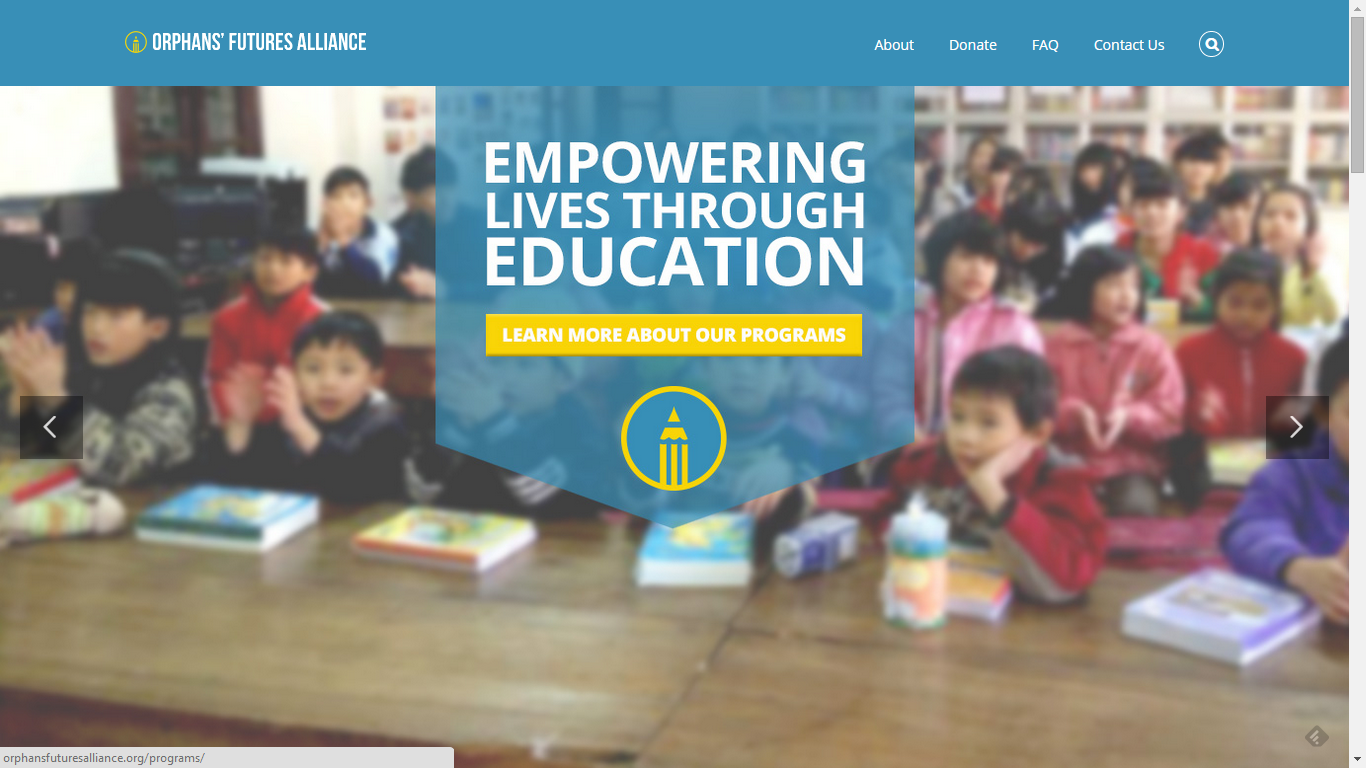 ORPHANS' FUTURES ALLIANCE
About
Donate
FAQ
Contact Us
EMPOWERING
LIVES THROUGH
EDUCATION
LEARN MORE ABOUT OUR PROGRAMS
orphansfuturesalliance.org/programs/